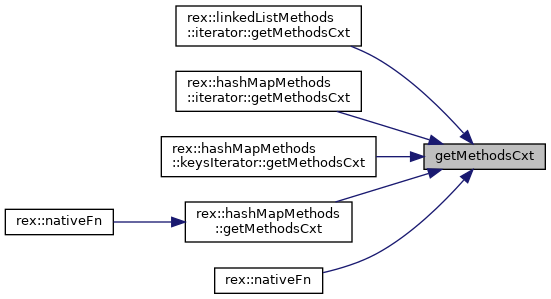 rex::linkedListMethods
::iterator::getMethodsCxt
rex::hashMapMethods
::iterator::getMethodsCxt
rex::hashMapMethods
::keysIterator::getMethodsCxt
getMethodsCxt
rex::hashMapMethods
::getMethodsCxt
rex::nativeFn
rex::nativeFn